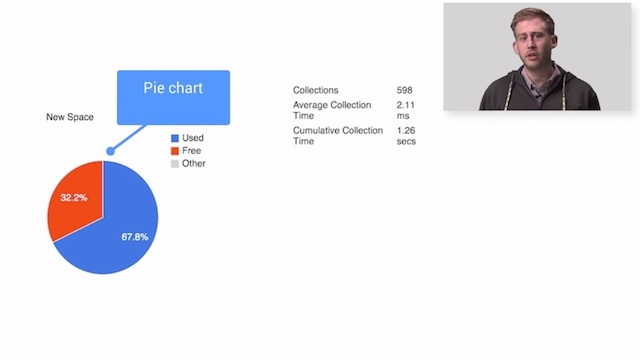 Pie chart
New Space
Used
Free
Other
32.2%
67.8%
Collections 598
Average Collection 2.11
Time ms
Cumulative Collection 1.26
Time secs